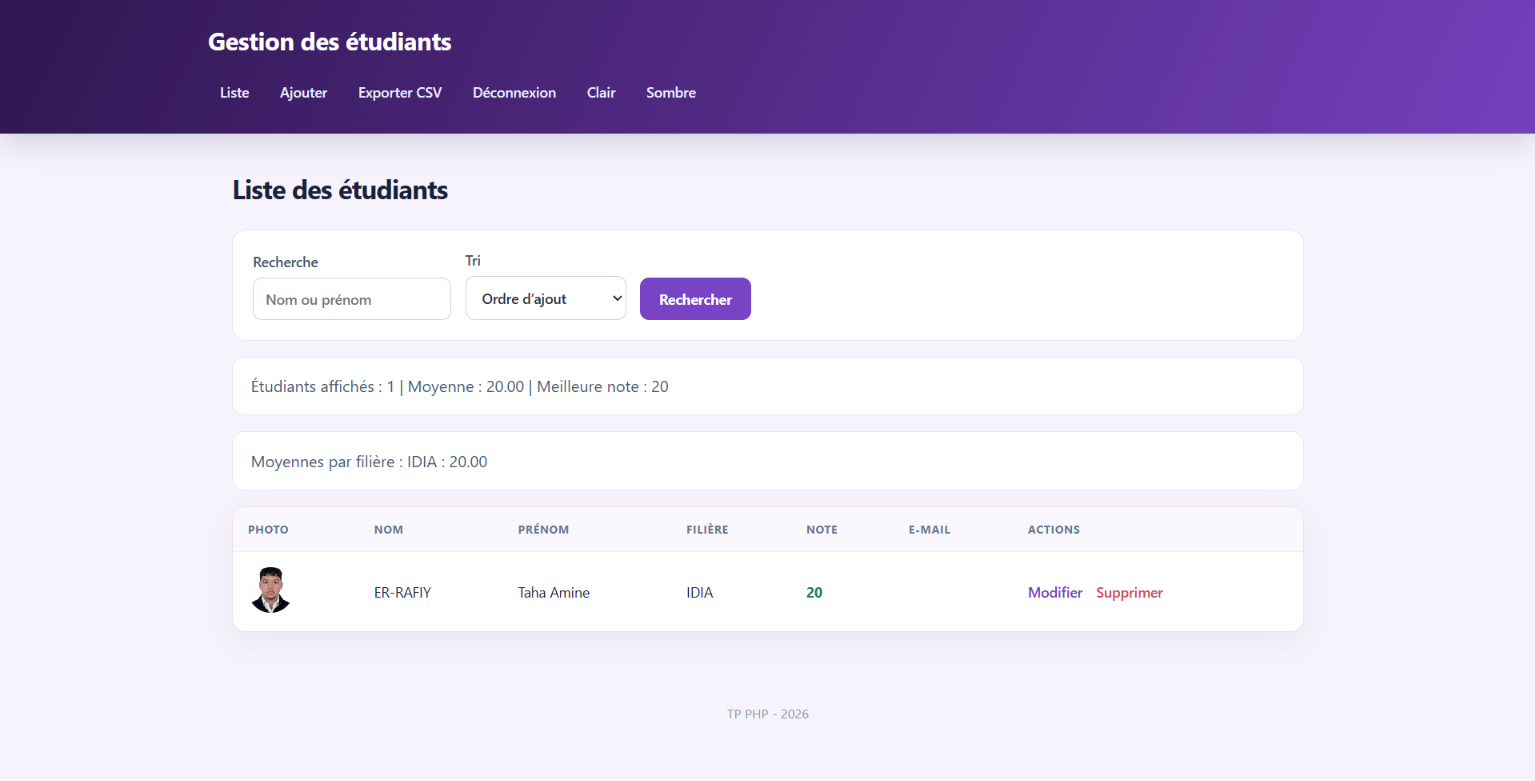 Gestion des étudiants
Liste Ajouter Exporter CSV Déconnexion Clair Sombre
Liste des étudiants
Recherche Tri
Nom ou prénom Ordre d’ajout Rechercher
Étudiants affichés : 1 | Moyenne : 20.00 | Meilleure note : 20
Moyennes par filière : IDIA : 20.00
PHOTO NOM PRÉNOM FILIÈRE NOTE E-MAIL ACTIONS
ER-RAFIY Taha Amine IDIA 20 Modifier Supprimer
TP PHP - 2026